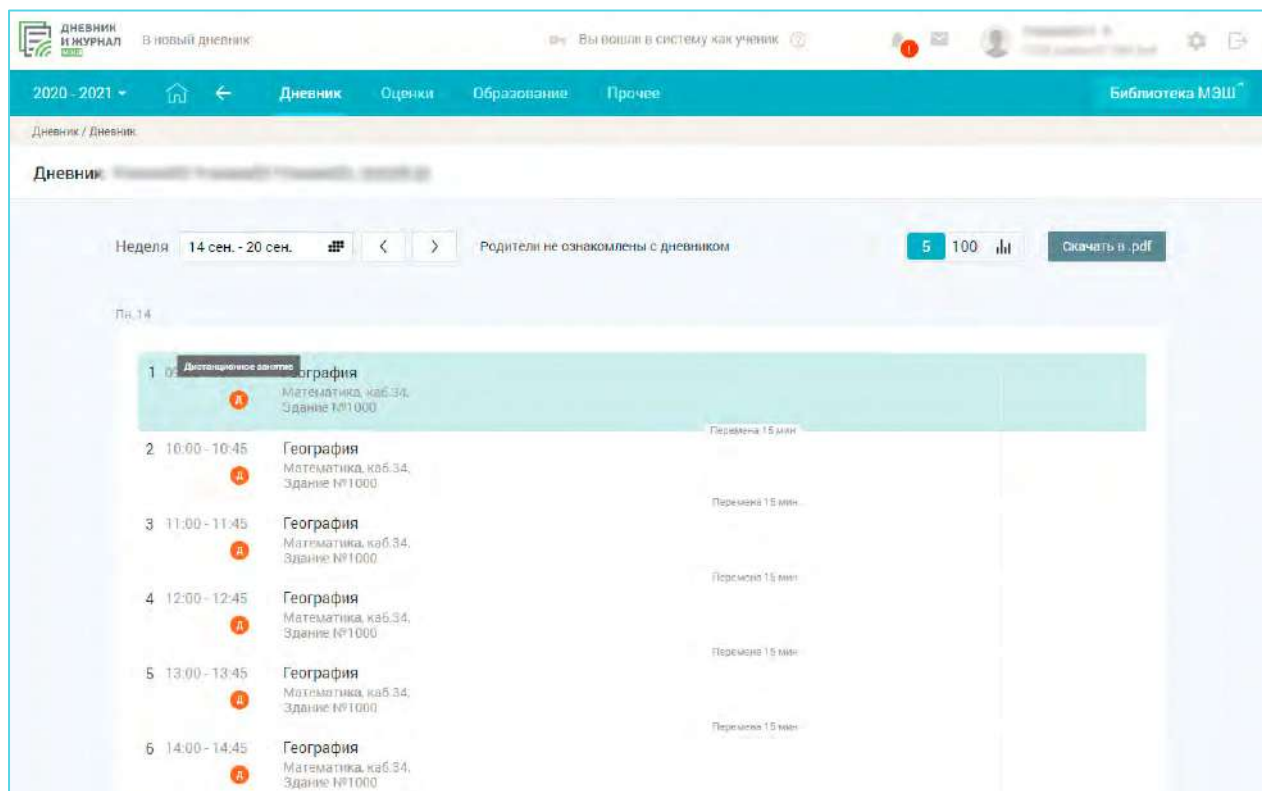 ДНЕВНИК
И ЖУРНАЛ
МЭШ
В новый дневник
Вы вошли в систему как ученик
2020 - 2021
Дневник
Оценки
Образование
Прочее
Библиотека МЭШ
Дневник / Дневник
Дневник
Неделя
14 сен. - 20 сен.
Родители не ознакомлены с дневником
5
100
Скачать в .pdf
Пн, 14
Дистанционное занятие
1
География
Д
Математика, каб.34,
Здание №1000
Перемена 15 мин
2 10:00 - 10:45 География
Д
Математика, каб.34,
Здание №1000
Перемена 15 мин
3 11:00 - 11:45 География
Д
Математика, каб.34,
Здание №1000
Перемена 15 мин
4 12:00 - 12:45 География
Д
Математика, каб.34,
Здание №1000
Перемена 15 мин
5 13:00 - 13:45 География
Д
Математика, каб.34,
Здание №1000
Перемена 15 мин
6 14:00 - 14:45 География
Д
Математика, каб.34,
Здание №1000